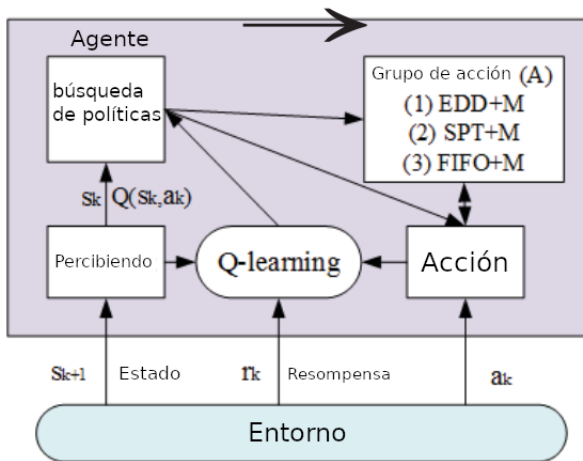 Agente
búsqueda
de políticas
Grupo de acción (A)
(1) EDD+M
(2) SPT+M
(3) FIFO+M
sk Q(sk,ak)
Percibiendo
Q-learning
Acción
sk+1 Estado
rk Resompensa
ak
Entorno